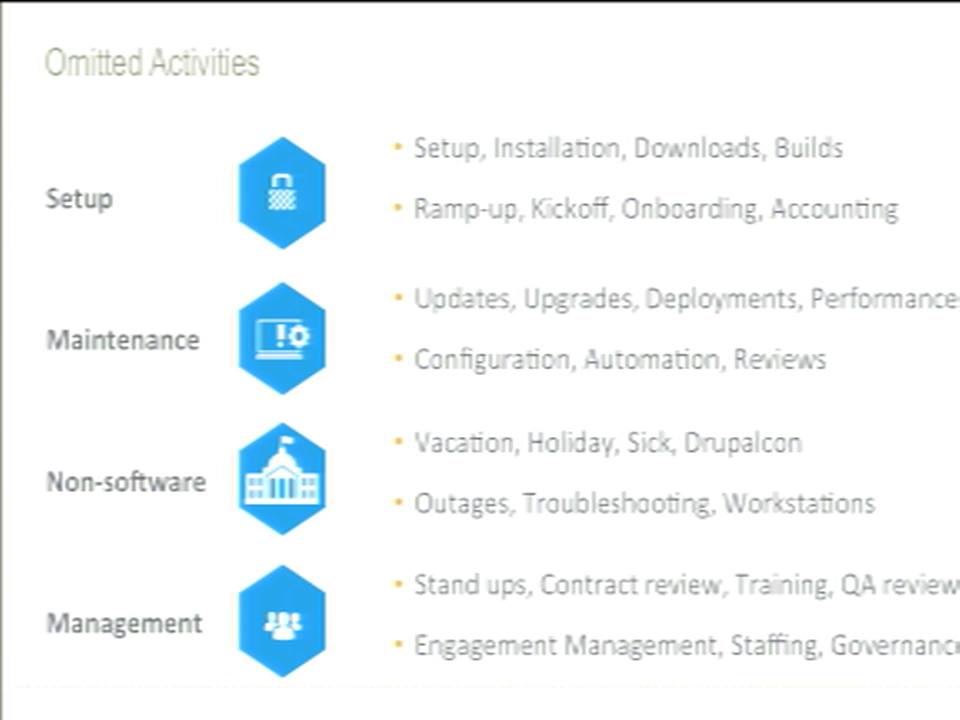 Omitted Activities
Setup
• Setup, Installation, Downloads, Builds
• Ramp-up, Kickoff, Onboarding, Accounting
Maintenance
• Updates, Upgrades, Deployments, Performance
• Configuration, Automation, Reviews
Non-software
• Vacation, Holiday, Sick, Drupalcon
• Outages, Troubleshooting, Workstations
Management
• Stand ups, Contract review, Training, QA review
• Engagement Management, Staffing, Governance